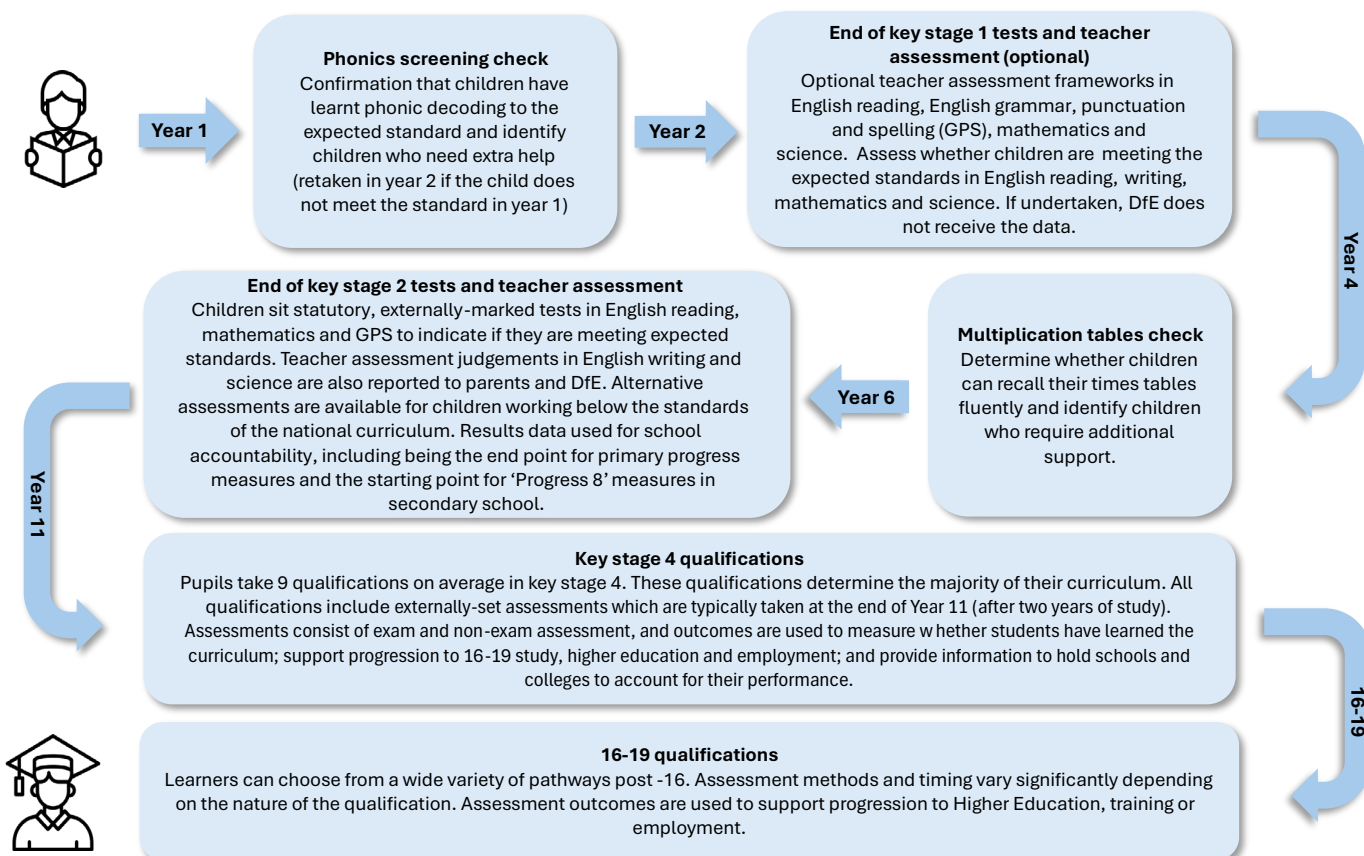 Year 1
Phonics screening check
Confirmation that children have
learnt phonic decoding to the
expected standard and identify
children who need extra help
(retaken in year 2 if the child does
not meet the standard in year 1)
Year 2
End of key stage 1 tests and teacher
assessment (optional)
Optional teacher assessment frameworks in
English reading, English grammar, punctuation
and spelling (GPS), mathematics and
science. Assess whether children are meeting the
expected standards in English reading, writing,
mathematics and science. If undertaken, DfE does
not receive the data.
Year 4
Multiplication tables check
Determine whether children
can recall their times tables
fluently and identify children
who require additional
support.
Year 6
End of key stage 2 tests and teacher assessment
Children sit statutory, externally-marked tests in English reading,
mathematics and GPS to indicate if they are meeting expected
standards. Teacher assessment judgements in English writing and
science are also reported to parents and DfE. Alternative
assessments are available for children working below the standards
of the national curriculum. Results data used for school
accountability, including being the end point for primary progress
measures and the starting point for ‘Progress 8’ measures in
secondary school.
Year 11
Key stage 4 qualifications
Pupils take 9 qualifications on average in key stage 4. These qualifications determine the majority of their curriculum. All
qualifications include externally-set assessments which are typically taken at the end of Year 11 (after two years of study).
Assessments consist of exam and non-exam assessment, and outcomes are used to measure whether students have learned the
curriculum; support progression to 16-19 study, higher education and employment; and provide information to hold schools and
colleges to account for their performance.
16-19
16-19 qualifications
Learners can choose from a wide variety of pathways post -16. Assessment methods and timing vary significantly depending
on the nature of the qualification. Assessment outcomes are used to support progression to Higher Education, training or
employment.